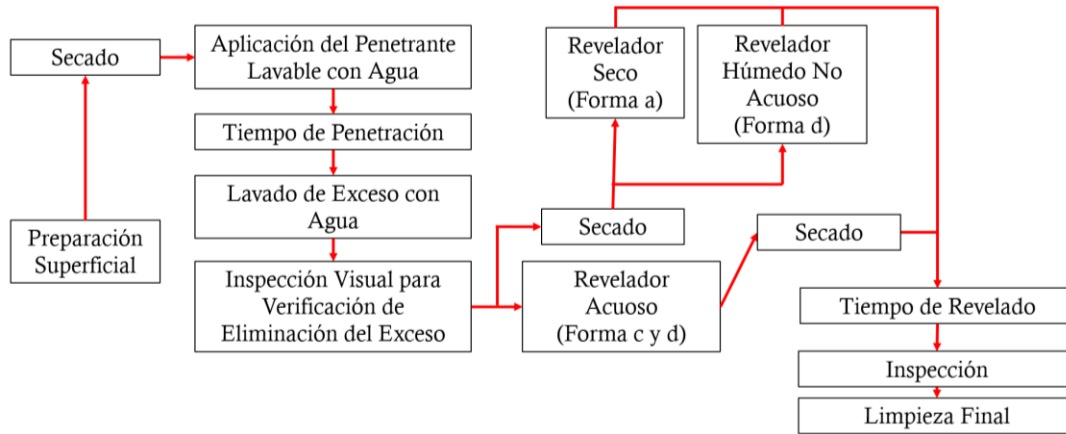 Preparación
Superficial
Secado
Aplicación del Penetrante
Lavable con Agua
Tiempo de Penetración
Lavado de Exceso con
Agua
Inspección Visual para
Verificación de
Eliminación del Exceso
Secado
Revelador
Seco
(Forma a)
Revelador
Húmedo No
Acuoso
(Forma d)
Revelador
Acuoso
(Forma c y d)
Secado
Tiempo de Revelado
Inspección
Limpieza Final